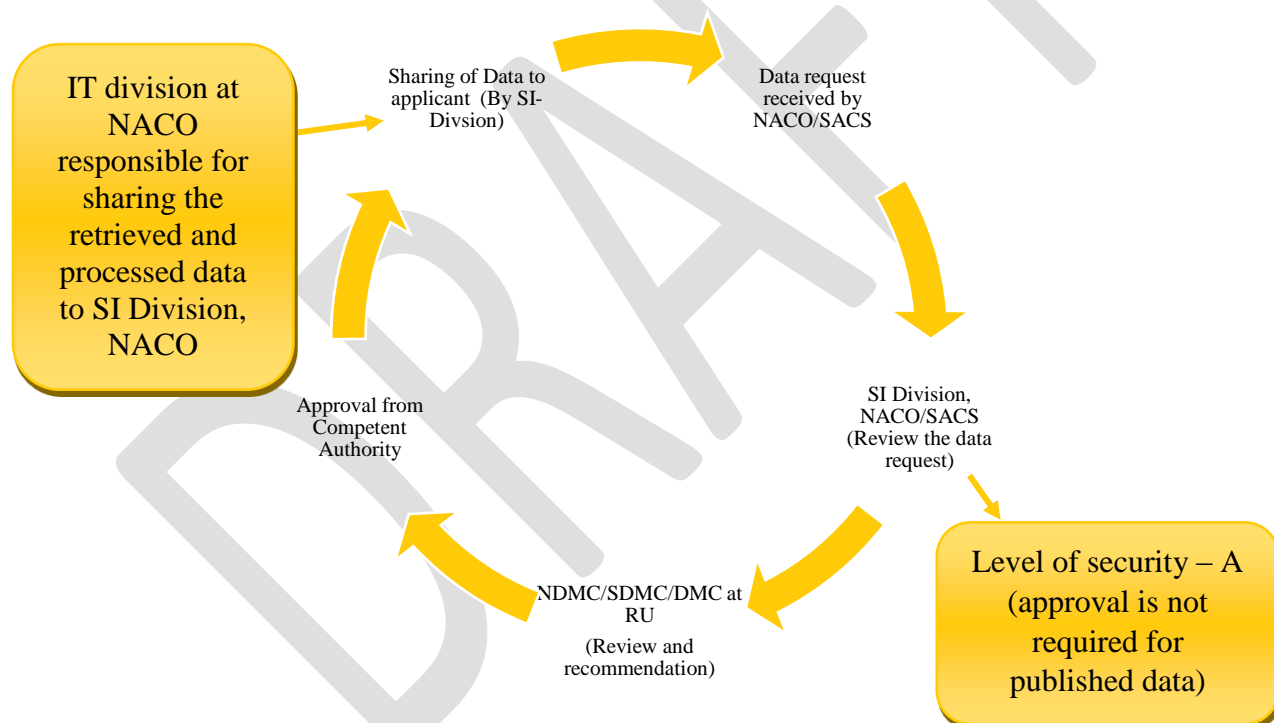 IT division at
NACO
responsible for
sharing the
retrieved and
processed data
to SI Division,
NACO
Sharing of Data to
applicant (By SI-
Divsion)
Data request
received by
NACO/SACS
SI Division,
NACO/SACS
(Review the data
request)
Level of security – A
(approval is not
required for
published data)
NDMC/SDMC/DMC at
RU
(Review and
recommendation)
Approval from
Competent
Authority
DRAFT